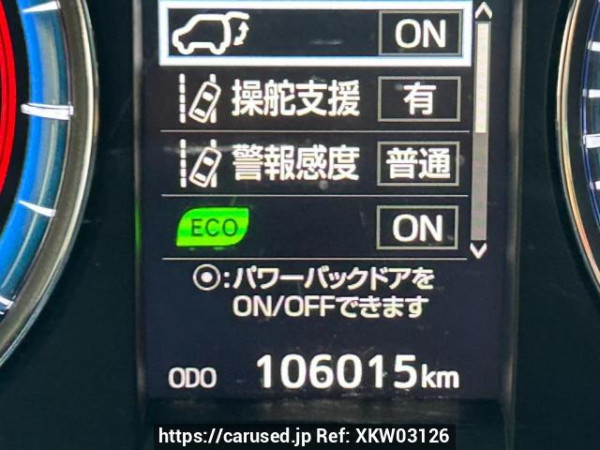 ON
操舵支援 有
警報感度 普通
ECO ON
⦿:パワーバックドアを
ON/OFFできます
ODO 106015km
https://carused.jp Ref: XKW03126